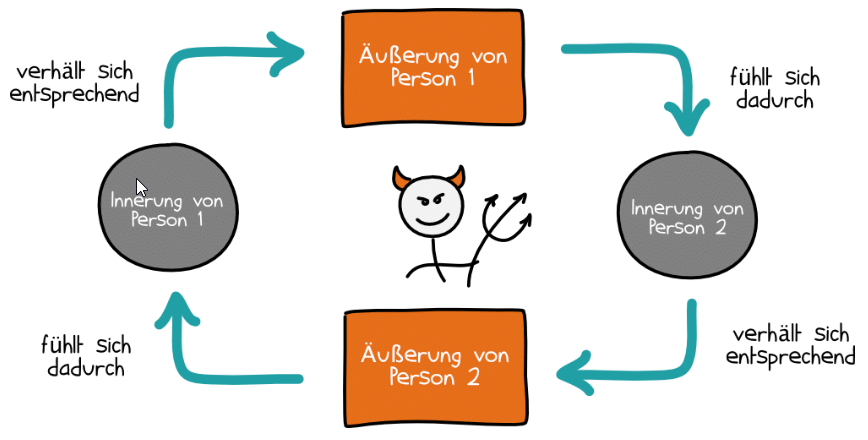 Äußerung von
Person 1
verhält sich
entsprechend
fühlt sich
dadurch
Innerung von
Person 1
Innerung von
Person 2
Äußerung von
Person 2
fühlt sich
dadurch
verhält sich
entsprechend